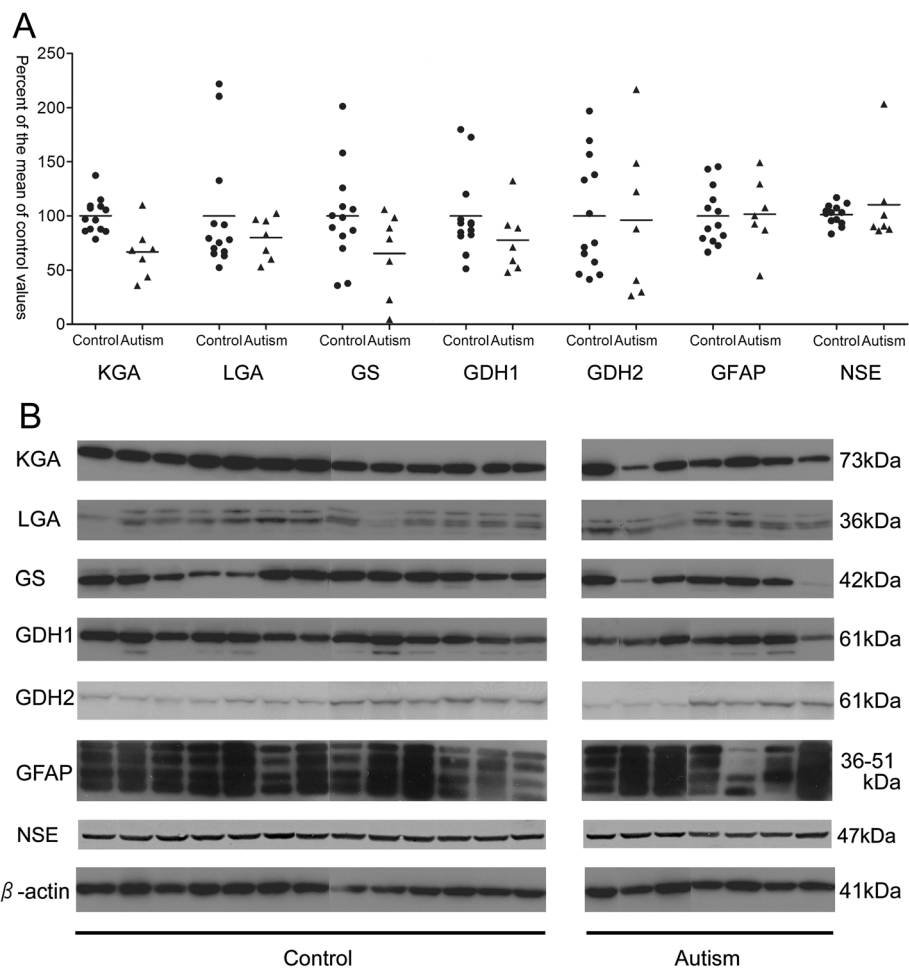 A
Percent of the mean of control values
250
200
150
100
50
0
Control Autism Control Autism Control Autism Control Autism Control Autism Control Autism Control Autism
KGA LGA GS GDH1 GDH2 GFAP NSE
B
KGA 73kDa
LGA 36kDa
GS 42kDa
GDH1 61kDa
GDH2 61kDa
GFAP 36-51 kDa
NSE 47kDa
β-actin 41kDa
Control Autism